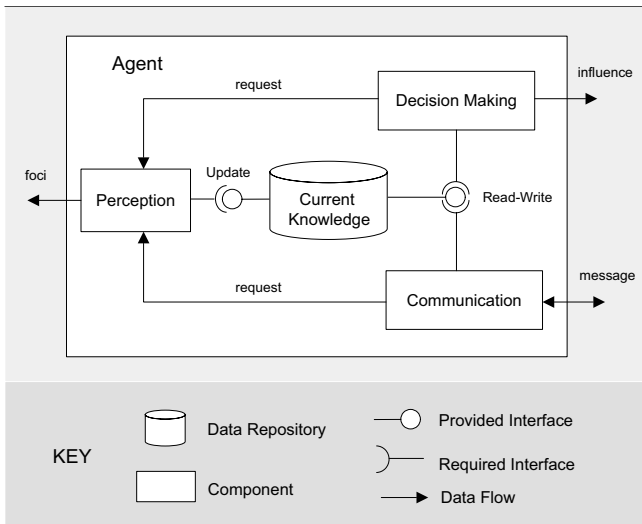 Agent
influence
request
Decision Making
foci
Update
Perception
Current
Knowledge
Read-Write
request
message
Communication
KEY
Data Repository
Component
Provided Interface
Required Interface
Data Flow